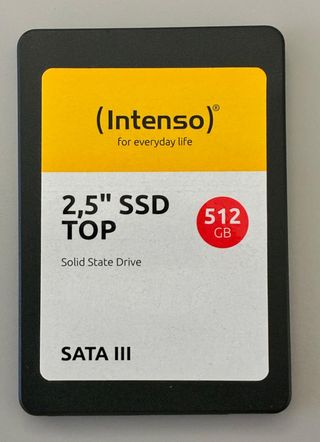 (Intenso)®
for everyday life
2,5" SSD
TOP
512
GB
Solid State Drive
SATA III